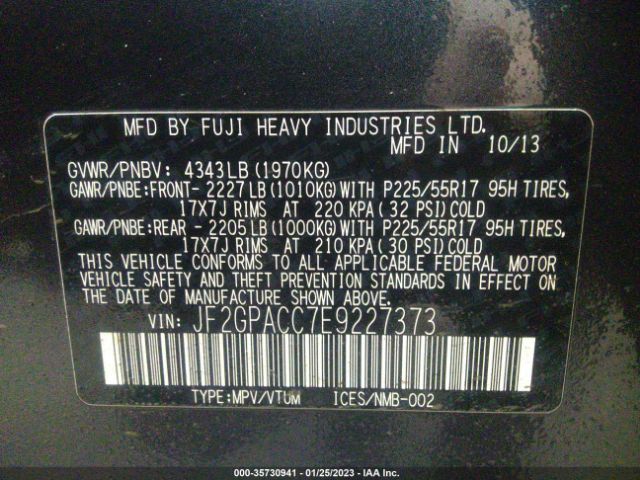 MFD BY FUJI HEAVY INDUSTRIES LTD.
MFD IN 10/13
GVWR/PNBV: 4343LB(1970KG)
GAWR/PNBE:FRONT- 2227LB(1010KG)WITH P225/55R17 95H TIRES,
17X7J RIMS AT 220 KPA(32 PSI)COLD
GAWR/PNBE:REAR - 2205LB(1000KG)WITH P225/55R17 95H TIRES,
17X7J RIMS AT 210 KPA(30 PSI)COLD
THIS VEHICLE CONFORMS TO ALL APPLICABLE FEDERAL MOTOR
VEHICLE SAFETY AND THEFT PREVENTION STANDARDS IN EFFECT ON
THE DATE OF MANUFACTURE SHOWN ABOVE.
VIN: JF2GPACC7E9227373
TYPE:MPV/VTUM ICES/NMB-002
000-35730941 - 01/25/2023 - IAA Inc.